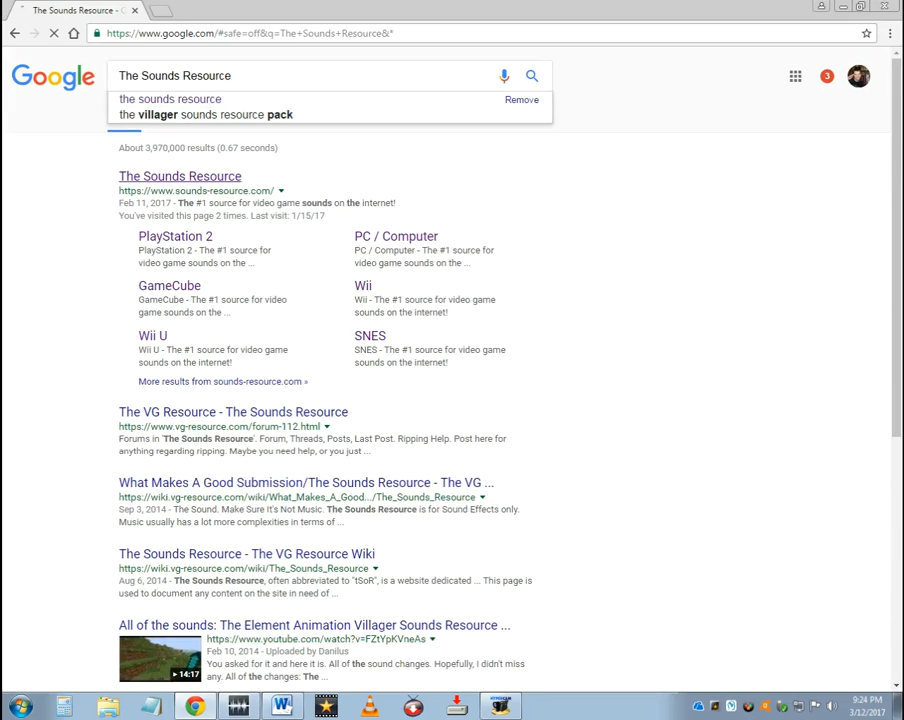 The Sounds Resource - G
https://www.google.com/#safe=off&q=The+Sounds+Resource&*
Google
The Sounds Resource
3
the sounds resource
Remove
the villager sounds resource pack
About 3,970,000 results (0.67 seconds)
The Sounds Resource
https://www.sounds-resource.com/
Feb 11, 2017 - The #1 source for video game sounds on the internet!
You've visited this page 2 times. Last visit: 1/15/17
PlayStation 2
PlayStation 2 - The #1 source for
video game sounds on the ...
PC / Computer
PC / Computer - The #1 source for
video game sounds on the ...
GameCube
GameCube - The #1 source for video
game sounds on the ...
Wii
Wii - The #1 source for video game
sounds on the internet!
Wii U
Wii U - The #1 source for video game
sounds on the internet!
SNES
SNES - The #1 source for video game
sounds on the internet!
More results from sounds-resource.com »
The VG Resource - The Sounds Resource
https://www.vg-resource.com/forum-112.html
Forums in 'The Sounds Resource'. Forum, Threads, Posts, Last Post. Ripping Help. Post here for
anything regarding ripping. Maybe you need help, or you just ...
What Makes A Good Submission/The Sounds Resource - The VG ...
https://wiki.vg-resource.com/wiki/What_Makes_A_Good.../The_Sounds_Resource
Sep 3, 2014 - The Sound. Make Sure It's Not Music. The Sounds Resource is for Sound Effects only.
Music usually has a lot more complexities in terms of ...
The Sounds Resource - The VG Resource Wiki
https://wiki.vg-resource.com/wiki/The_Sounds_Resource
Aug 6, 2014 - The Sounds Resource, often abbreviated to "tSoR", is a website dedicated ... This page is
used to document any content on the site in need of ...
All of the sounds: The Element Animation Villager Sounds Resource ...
https://www.youtube.com/watch?v=FZtYpKVneAs
Feb 10, 2014 - Uploaded by Danilus
You asked for it and here it is. All of the sound changes. Hopefully, I didn't miss
any. All of the changes: The ...
14:17
9:24 PM
3/12/2017